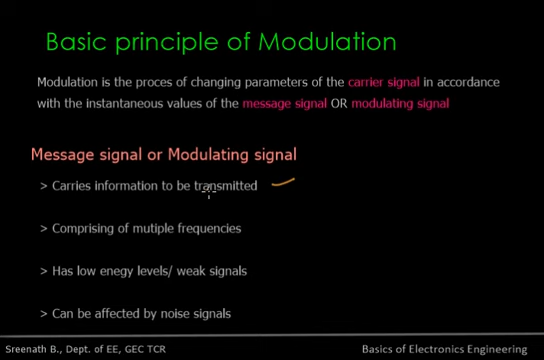 Basic principle of Modulation
Modulation is the proces of changing parameters of the carrier signal in accordance
with the instantaneous values of the message signal OR modulating signal
Message signal or Modulating signal
> Carries information to be transmitted
> Comprising of mutiple frequencies
> Has low enegy levels/ weak signals
> Can be affected by noise signals
Sreenath B., Dept. of EE, GEC TCR
Basics of Electronics Engineering